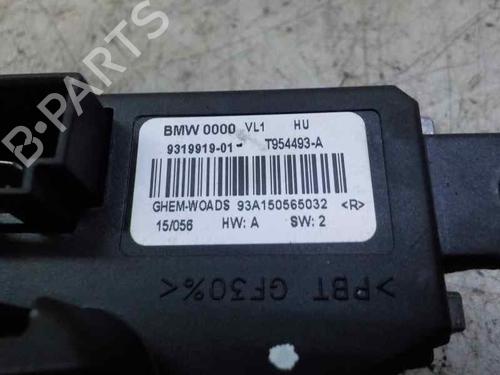 BMW 0000 VL1 HU
9319919-01- T954493-A
GHEM-WOADS 93A150565032 <R>
15/056 HW: A SW: 2
>PBT GF30%<
B-PARTS